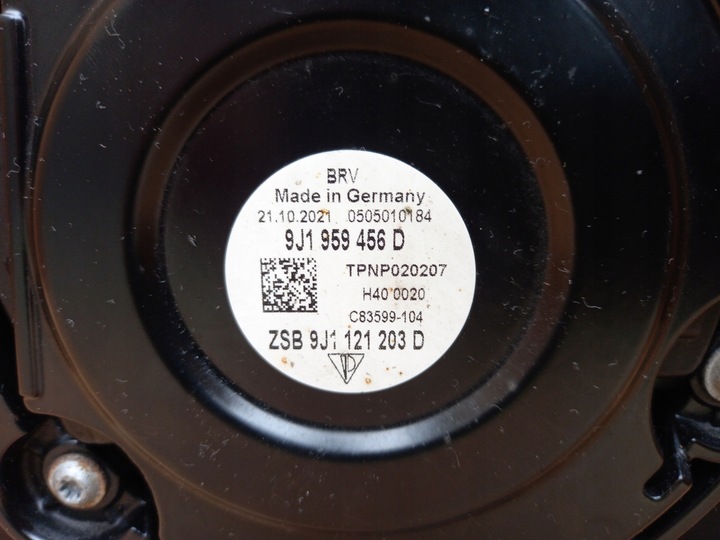 BRV
Made in Germany
21.10.2021 0505010184
9J1 959 456 D
TPNP020207
H40 0020
C83599-104
ZSB 9J1 121 203 D